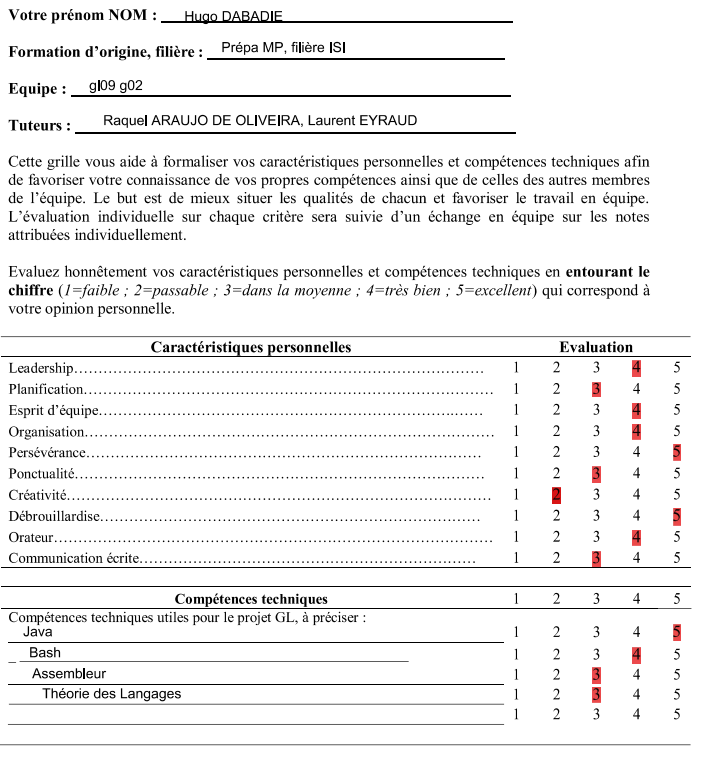 Votre prénom NOM : Hugo DABADIE
Formation d'origine, filière : Prépa MP, filière ISI
Equipe : gl09 g02
Tuteurs : Raquel ARAUJO DE OLIVEIRA, Laurent EYRAUD
Cette grille vous aide à formaliser vos caractéristiques personnelles et compétences techniques afin
de favoriser votre connaissance de vos propres compétences ainsi que de celles des autres membres
de l'équipe. Le but est de mieux situer les qualités de chacun et favoriser le travail en équipe.
L'évaluation individuelle sur chaque critère sera suivie d'un échange en équipe sur les notes
attribuées individuellement.
Evaluez honnêtement vos caractéristiques personnelles et compétences techniques en entourant le
chiffre (1=faible ; 2=passable ; 3=dans la moyenne ; 4=très bien ; 5=excellent) qui correspond à
votre opinion personnelle.
Caractéristiques personnelles Evaluation
Leadership 1 2 3 4 5
Planification 1 2 3 4 5
Esprit d'équipe 1 2 3 4 5
Organisation 1 2 3 4 5
Persévérance 1 2 3 4 5
Ponctualité 1 2 3 4 5
Créativité 1 2 3 4 5
Débrouillardise 1 2 3 4 5
Orateur 1 2 3 4 5
Communication écrite 1 2 3 4 5
Compétences techniques 1 2 3 4 5
Compétences techniques utiles pour le projet GL, à préciser :
Java 1 2 3 4 5
Bash 1 2 3 4 5
Assembleur 1 2 3 4 5
Théorie des Langages 1 2 3 4 5
1 2 3 4 5